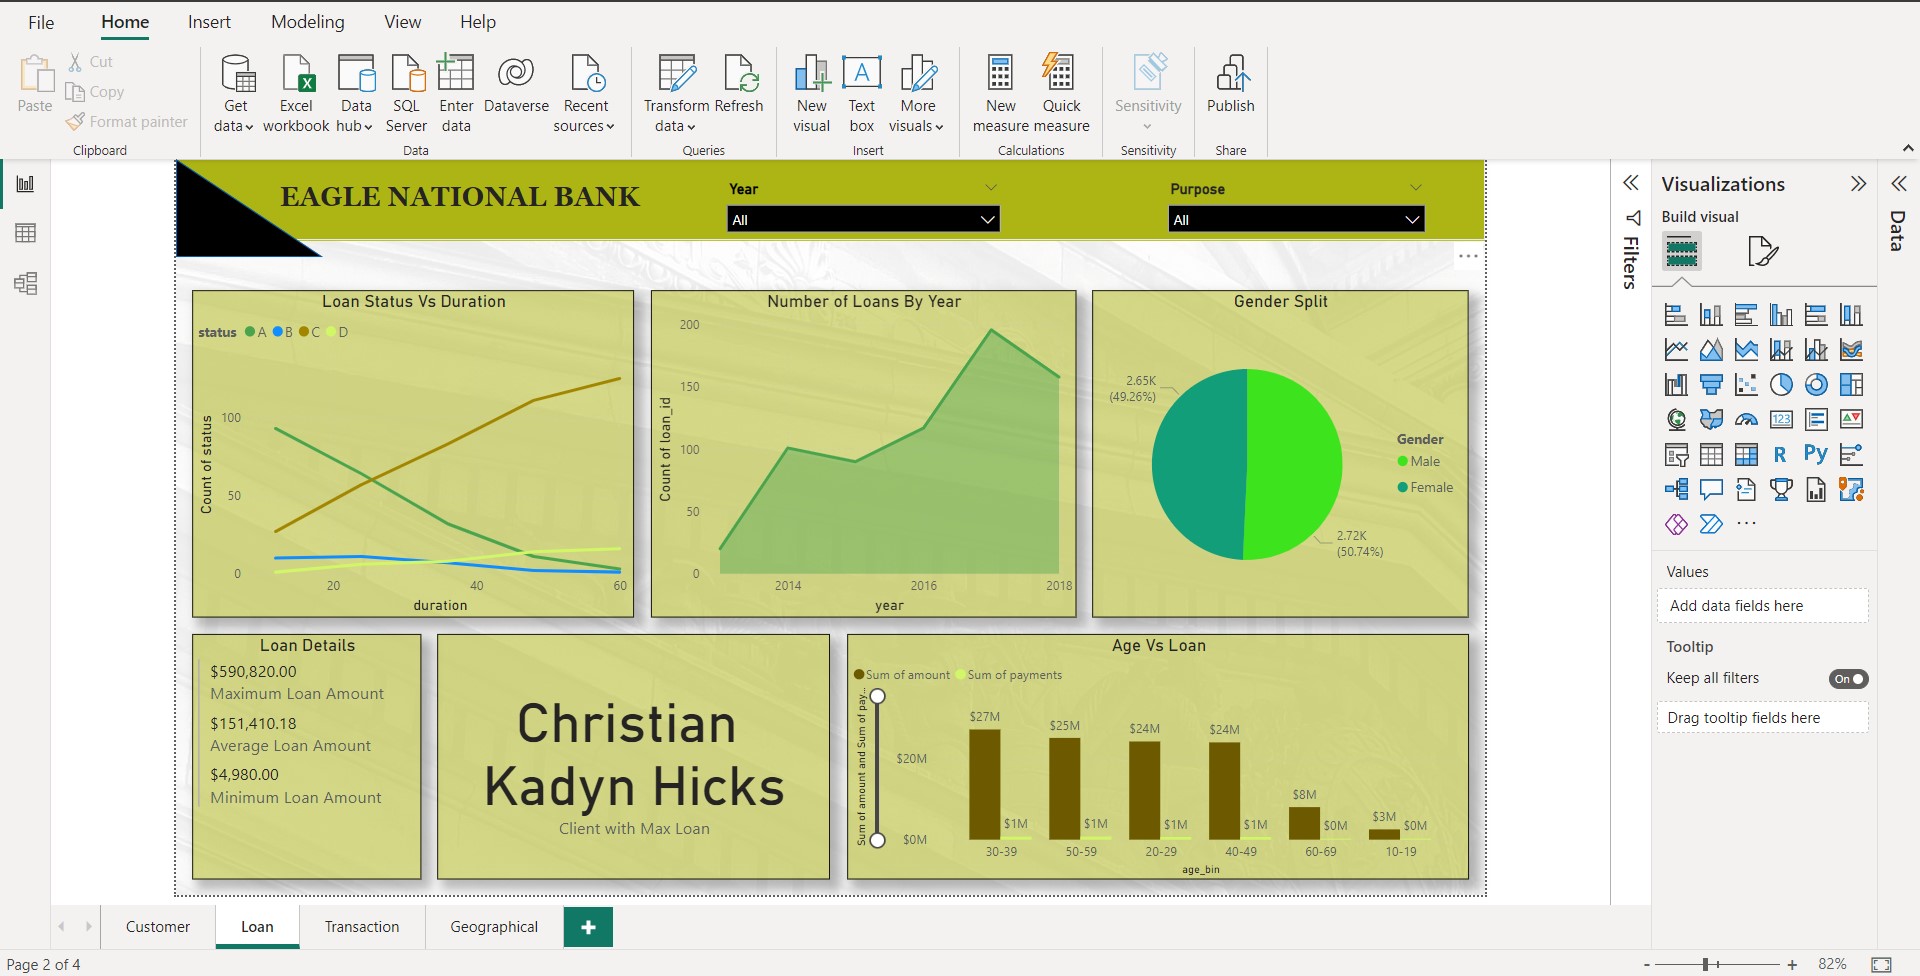 File Home Insert Modeling View Help
Paste
Cut
Copy
Format painter
Clipboard
Get data
Excel workbook
Data hub
SQL Server
Enter data
Dataverse
Recent sources
Data
Transform data
Refresh
Queries
New visual
Text box
More visuals
Insert
New measure
Quick measure
Calculations
Sensitivity
Sensitivity
Publish
Share
EAGLE NATIONAL BANK
Year
All
Purpose
All
Loan Status Vs Duration
status A B C D
Count of status
100
50
0
20 40 60
duration
Number of Loans By Year
Count of loan_id
200
150
100
50
0
2014 2016 2018
year
Gender Split
2.65K
(49.26%)
2.72K
(50.74%)
Gender
Male
Female
Loan Details
$590,820.00
Maximum Loan Amount
$151,410.18
Average Loan Amount
$4,980.00
Minimum Loan Amount
Christian
Kadyn Hicks
Client with Max Loan
Age Vs Loan
Sum of amount Sum of payments
Sum of amount and Sum of pay...
$20M
$0M
$27M $1M
$25M $1M
$24M $1M
$24M $1M
$8M $0M
$3M $0M
30-39 50-59 20-29 40-49 60-69 10-19
age_bin
Filters
Visualizations
Build visual
123
R
Py
Values
Add data fields here
Tooltip
Keep all filters
On
Drag tooltip fields here
Data
Customer Loan Transaction Geographical
Page 2 of 4
82%